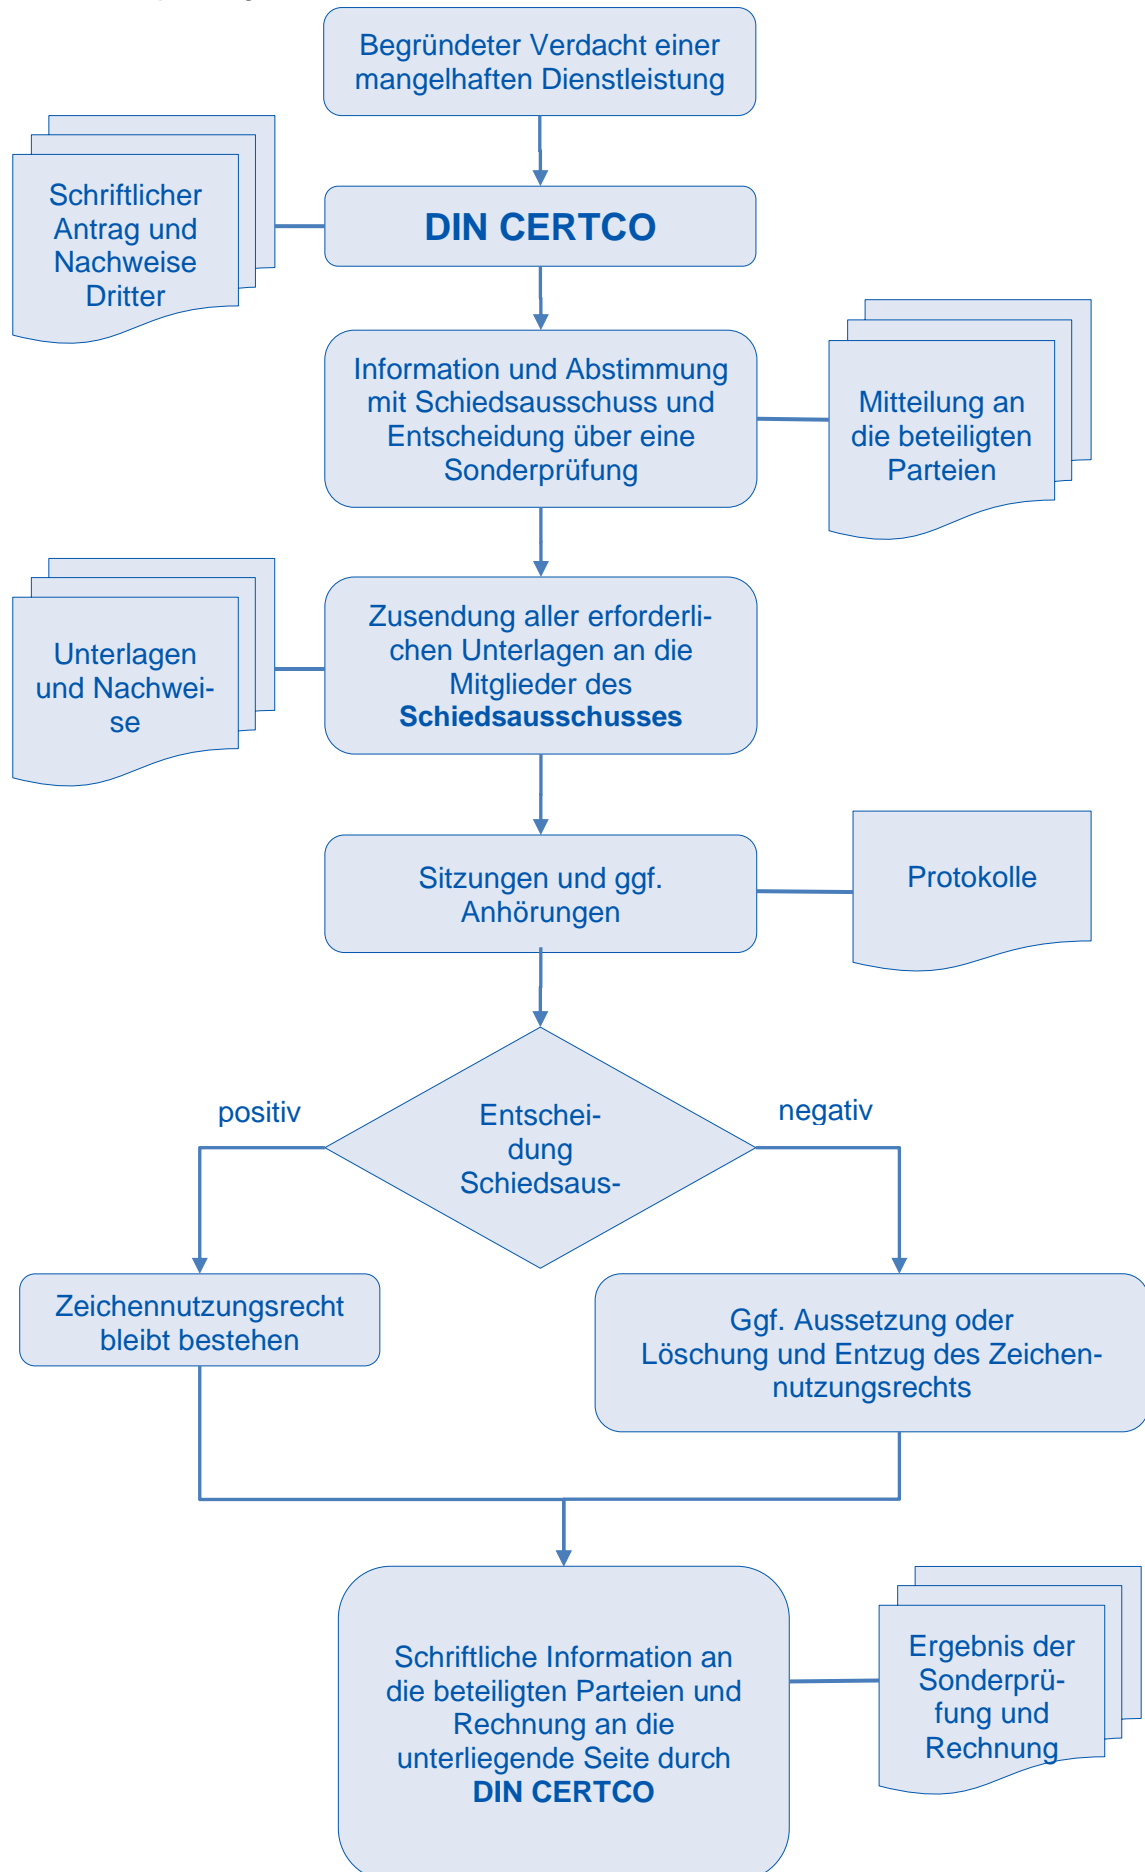 Begründeter Verdacht einer
mangelhaften Dienstleistung
Schriftlicher
Antrag und
Nachweise
Dritter
DIN CERTCO
Information und Abstimmung
mit Schiedsausschuss und
Entscheidung über eine
Sonderprüfung
Mitteilung an
die beteiligten
Parteien
Unterlagen
und Nachwei-
se
Zusendung aller erforderli-
chen Unterlagen an die
Mitglieder des
Schiedsausschusses
Sitzungen und ggf.
Anhörungen
Protokolle
positiv
Entschei-
dung
Schiedsaus-
negativ
Zeichennutzungsrecht
bleibt bestehen
Ggf. Aussetzung oder
Löschung und Entzug des Zeichen-
nutzungsrechts
Schriftliche Information an
die beteiligten Parteien und
Rechnung an die
unterliegende Seite durch
DIN CERTCO
Ergebnis der
Sonderprü-
fung und
Rechnung